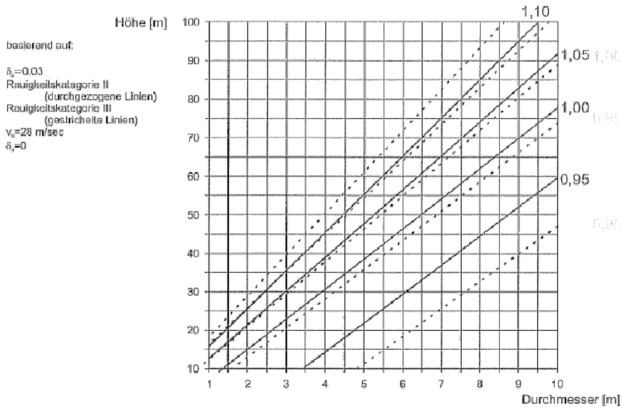 Höhe [m]
basierend auf:
δₛ=0.03
Rauigkeitskategorie II
(durchgezogene Linien)
Rauigkeitskategorie III
(gestrichelte Linien)
=28 m/sec
=0
100
90
80
70
60
50
40
30
20
10
1 2 3 4 5 6 7 8 9 10
Durchmesser [m]
1,10
1,05
1,00
0,95